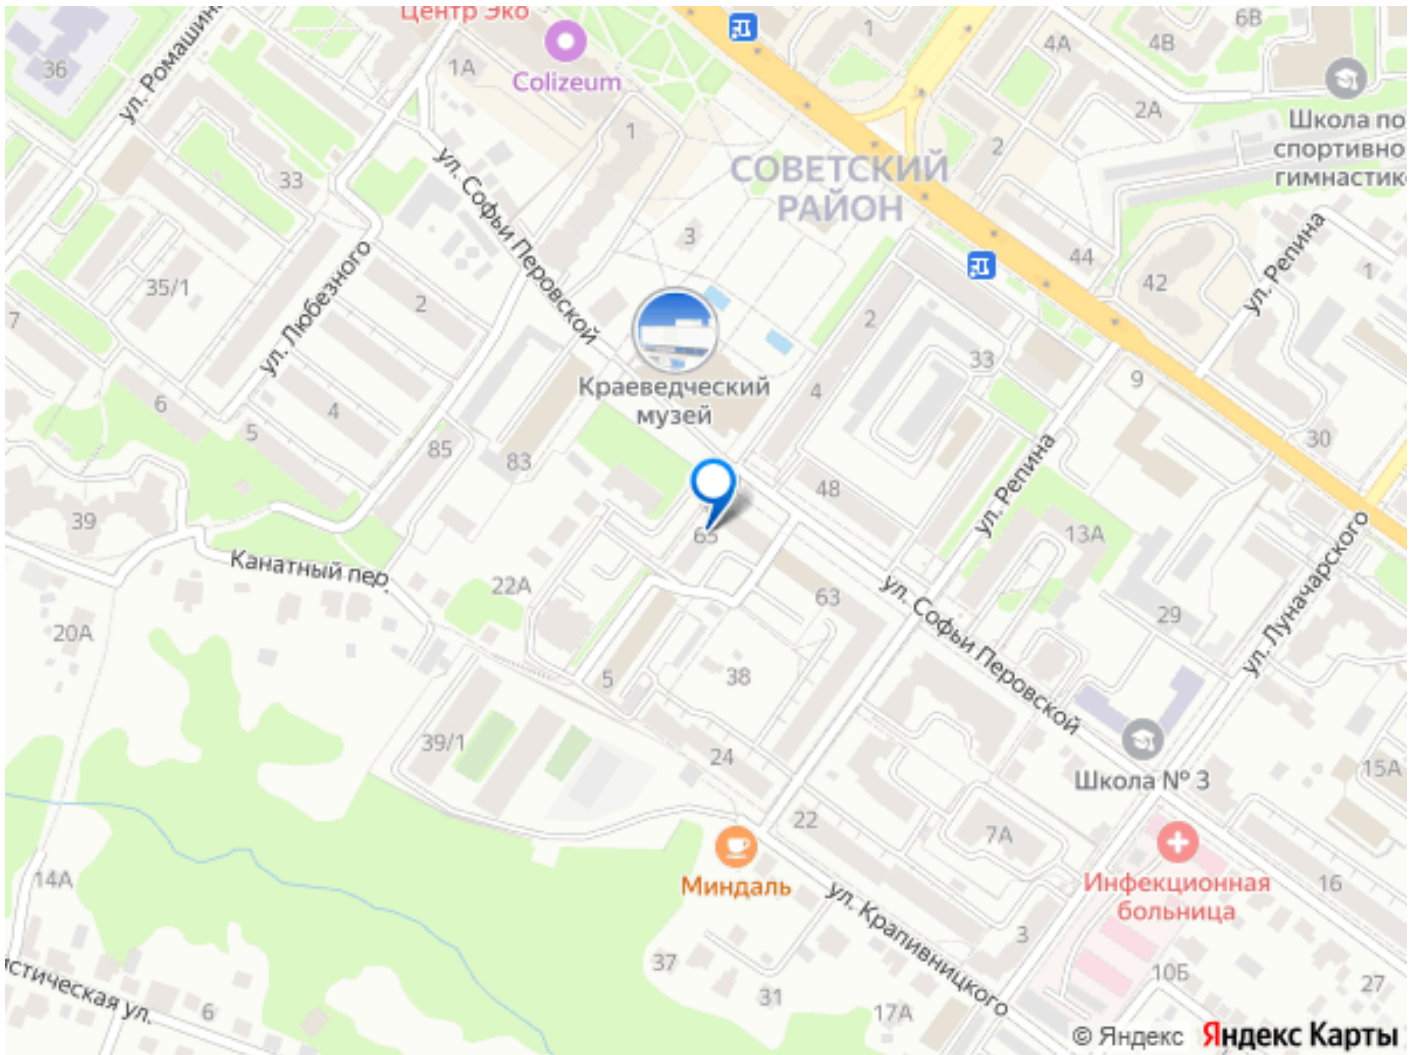 Центр Эко
Colizeum
36
ул. Ромашина
1А
1
1
4А
4В
6В
2А
Школа по
спортивно
гимнастик
СОВЕТСКИЙ
РАЙОН
2
33
ул. Софьи Перовской
3
44
42
ул. Репина
1
35/1
ул. Любезного
2
7
2
Краеведческий
музей
33
9
4
6
5
4
85
83
48
ул. Репина
30
39
65
13А
Канатный пер.
22А
63
ул. Софьи Перовской
29
ул. Луначарского
20А
5
38
39/1
24
Школа № 3
15А
22
7А
Миндаль
Инфекционная
больница
16
14А
ул. Крапивницкого
3
37
31
17А
10Б
27
стическая ул.
6
© Яндекс Яндекс Карты